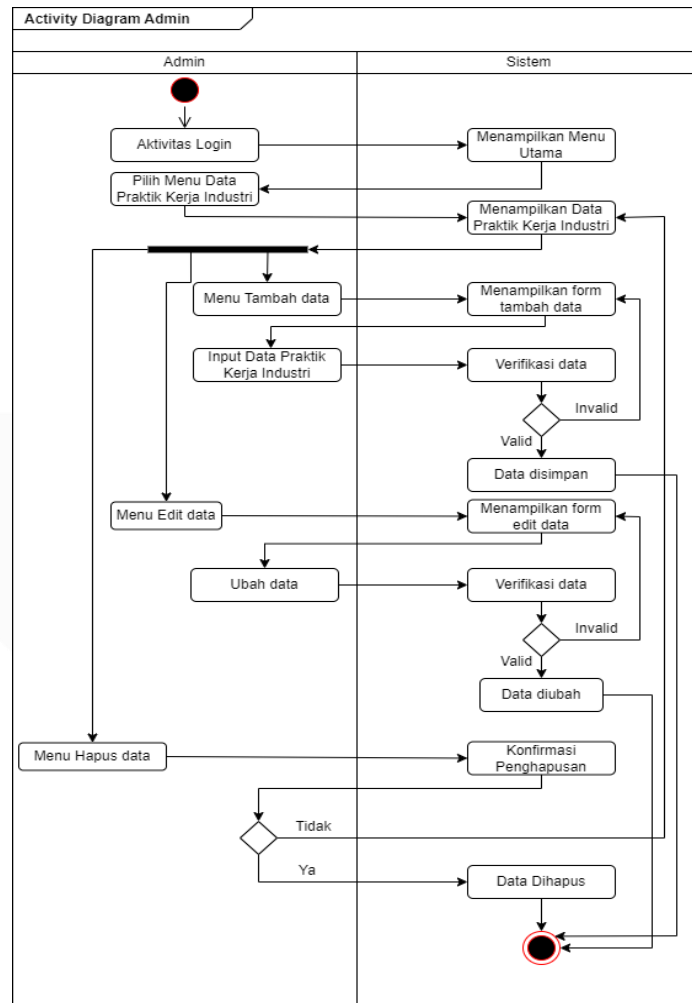 Activity Diagram Admin
Admin
Sistem
Aktivitas Login
Menampilkan Menu
Utama
Pilih Menu Data
Praktik Kerja Industri
Menampilkan Data
Praktik Kerja Industri
Menu Tambah data
Menampilkan form
tambah data
Input Data Praktik
Kerja Industri
Verifikasi data
Invalid
Valid
Data disimpan
Menu Edit data
Menampilkan form
edit data
Ubah data
Verifikasi data
Invalid
Valid
Data diubah
Menu Hapus data
Konfirmasi
Penghapusan
Tidak
Ya
Data Dihapus